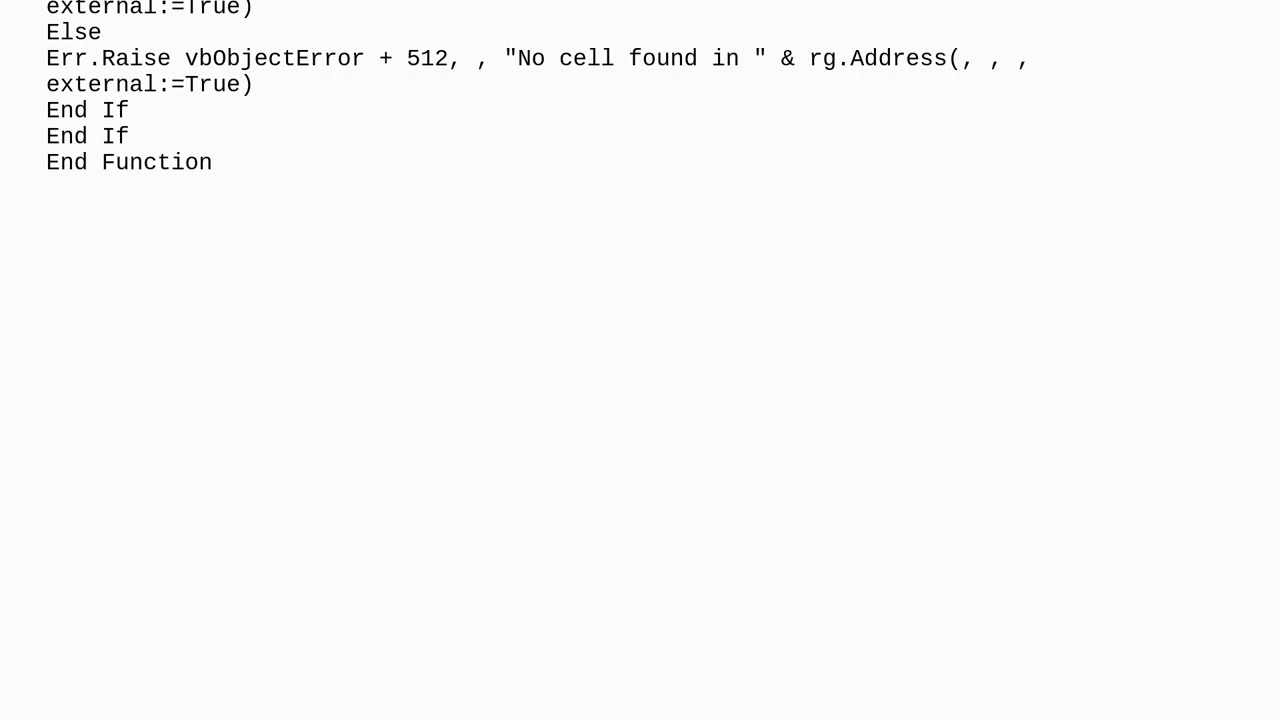 external:=True)
Else
Err.Raise vbObjectError + 512, , "No cell found in " & rg.Address(, , ,
external:=True)
End If
End If
End Function